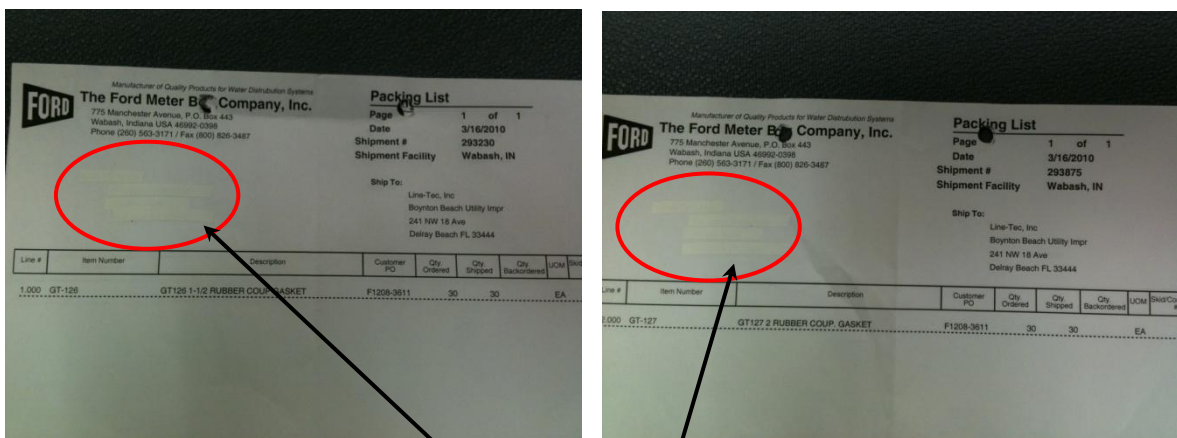 Manufacturer of Quality Products for Water Distribution Systems
FORD The Ford Meter B Company, Inc.
775 Manchester Avenue, P.O. Box 443
Wabash, Indiana USA 46992-0398
Phone (260) 563-3171 / Fax (800) 826-3487
Packing List
Page 1 of 1
Date 3/16/2010
Shipment # 293230
Shipment Facility Wabash, IN
Ship To:
Line-Tec, Inc
Boynton Beach Utility Impr
241 NW 18 Ave
Delray Beach FL 33444
Line # Item Number Description Customer PO Qty. Ordered Qty. Shipped Qty. Backordered UOM Skid
1.000 GT-126 GT126 1-1/2 RUBBER COUP GASKET F1208-3611 30 30 EA
Manufacturer of Quality Products for Water Distribution Systems
FORD The Ford Meter B Company, Inc.
775 Manchester Avenue, P.O. Box 443
Wabash, Indiana USA 46992-0398
Phone (260) 563-3171 / Fax (800) 826-3487
Packing List
Page 1 of 1
Date 3/16/2010
Shipment # 293875
Shipment Facility Wabash, IN
Ship To:
Line-Tec, Inc
Boynton Beach Utility Impr
241 NW 18 Ave
Delray Beach FL 33444
Line # Item Number Description Customer PO Qty. Ordered Qty. Shipped Qty. Backordered UOM
2.000 GT-127 GT127 2 RUBBER COUP. GASKET F1208-3611 30 30 EA